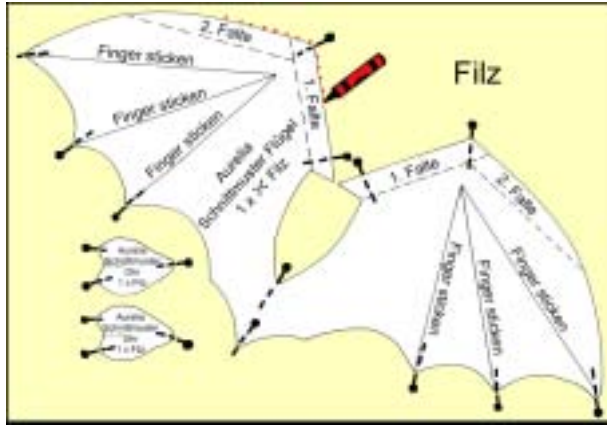 2. Falte
Finger sticken
1. Falte
Filz
Finger sticken
Finger sticken
Aurelia
Schnittmuster Flügel
1 x >< Filz
1. Falte
2. Falte
Finger sticken
Finger sticken
Finger sticken
Aurelia
Schnittmuster
Ohr
1 x Filz
Aurelia
Schnittmuster
Ohr
1 x Filz